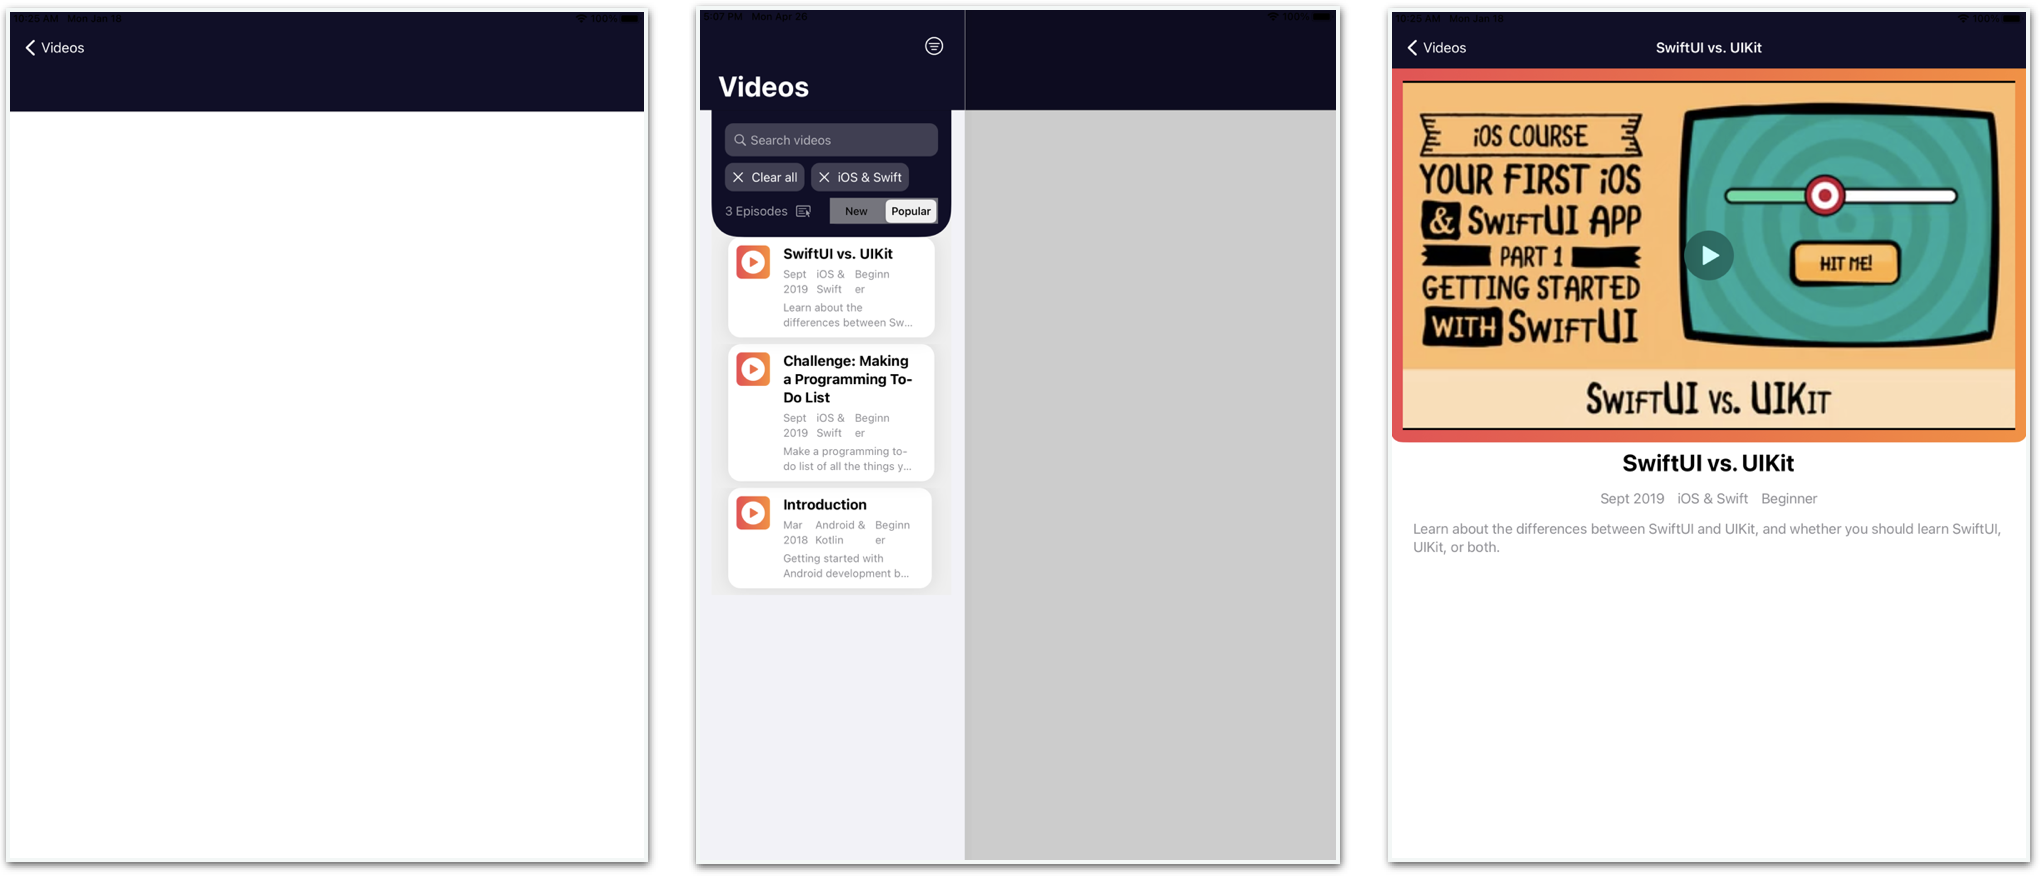 10:25 AM Mon Jan 18
100%
Videos
5:07 PM Mon Apr 26
100%
Videos
Search videos
Clear all
iOS & Swift
3 Episodes
New
Popular
SwiftUI vs. UIKit
Sept iOS & Beginn
2019 Swift er
Learn about the
differences between Sw...
Challenge: Making
a Programming To-
Do List
Sept iOS & Beginn
2019 Swift er
Make a programming to-
do list of all the things y...
Introduction
Mar Android & Beginn
2018 Kotlin er
Getting started with
Android development b...
10:25 AM Mon Jan 18
100%
Videos
SwiftUI vs. UIKit
iOS COURSE
YOUR FIRST iOS
& SWIFTUI APP
PART 1
GETTING STARTED
WITH SWIFTUI
HIT ME!
SWIFTUI VS. UIKIT
SwiftUI vs. UIKit
Sept 2019 iOS & Swift Beginner
Learn about the differences between SwiftUI and UIKit, and whether you should learn SwiftUI,
UIKit, or both.